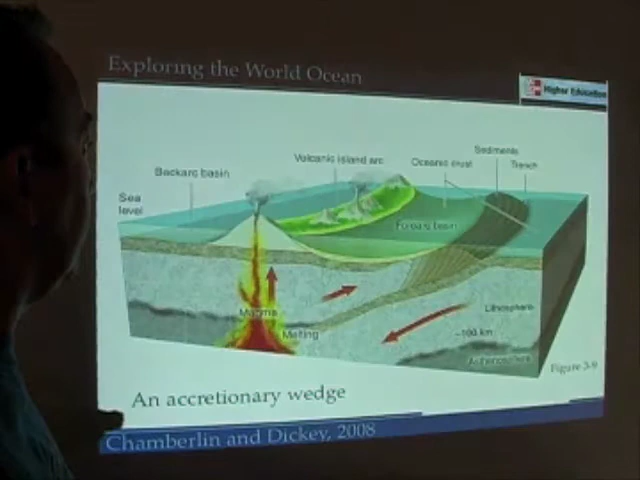 Exploring the World Ocean
Higher Education
Sediments
Volcanic island arc
Oceanic crust
Trench
Backarc basin
Sea
level
Forearc basin
Magma
Lithosphere
Melting
~100 km
Asthenosphere
Figure 3-9
An accretionary wedge
Chamberlin and Dickey, 2008